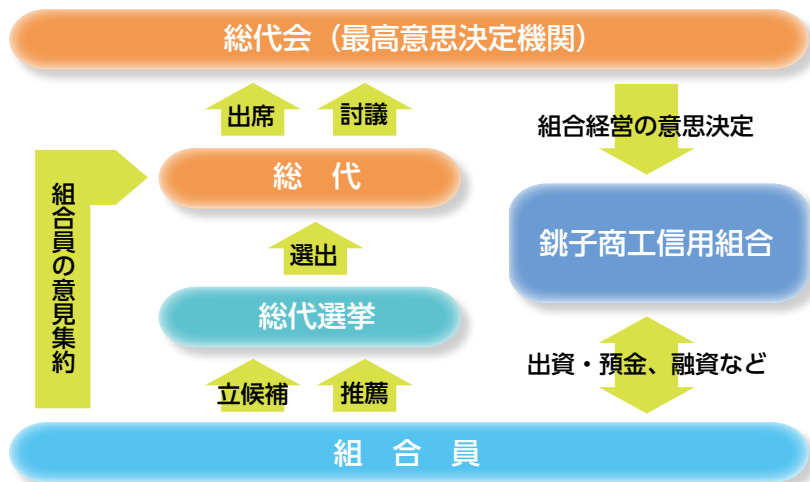 総代会（最高意思決定機関）
出席
討議
組合経営の意思決定
総　代
組合員の意見集約
銚子商工信用組合
選出
総代選挙
出資・預金、融資など
立候補
推薦
組　合　員